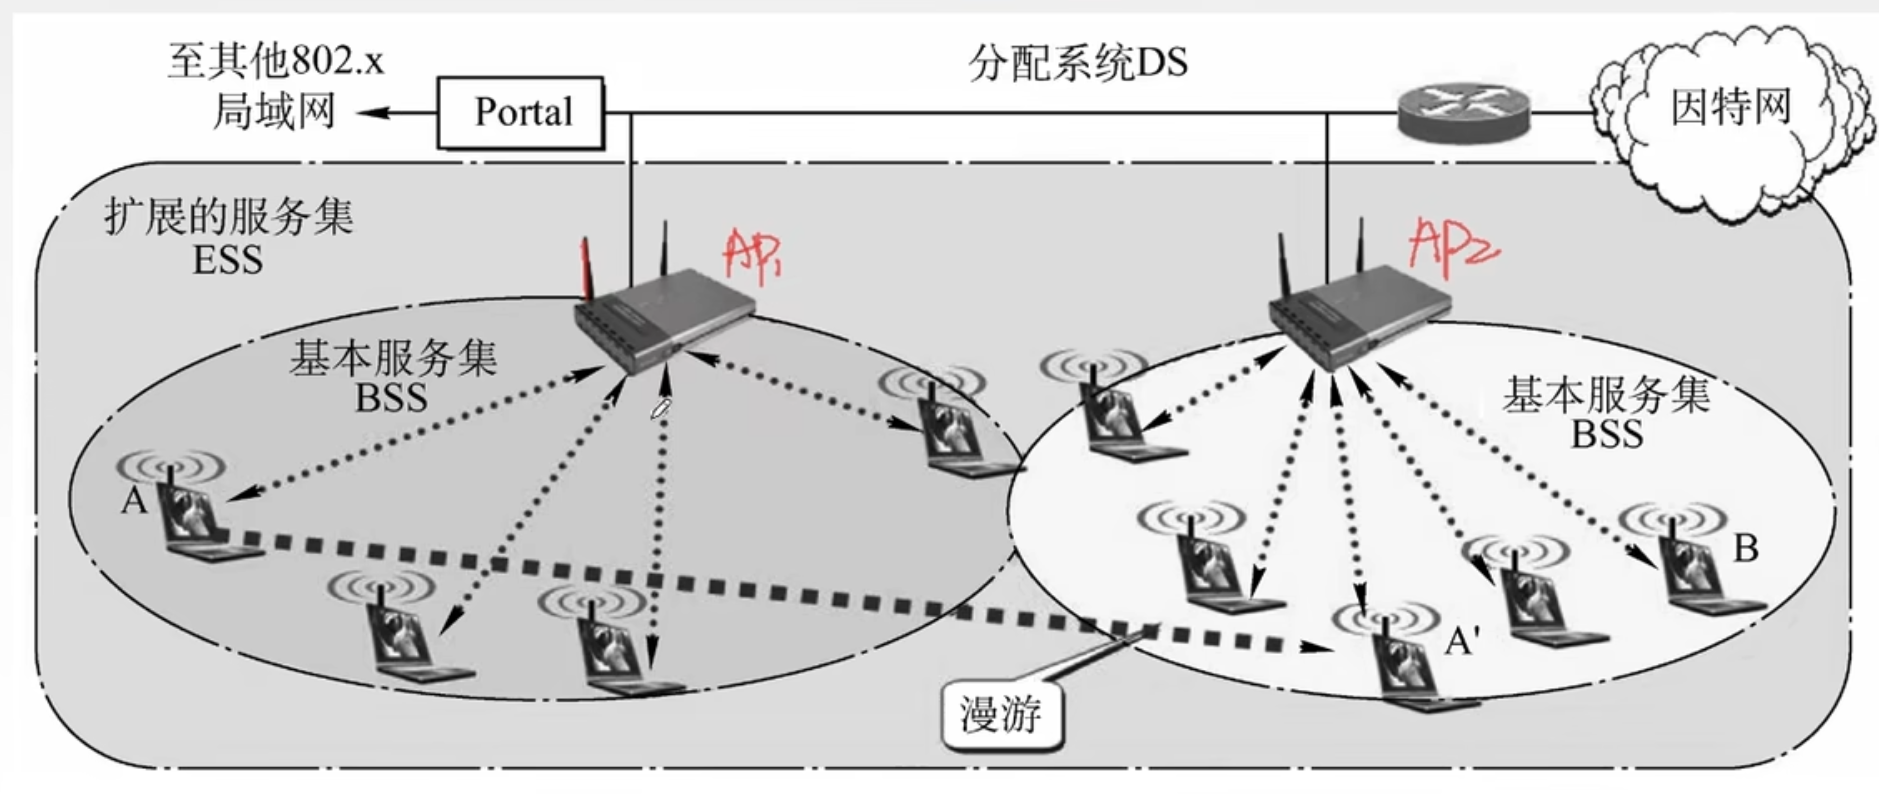 至其他802.x
局域网
Portal
分配系统DS
因特网
扩展的服务集
ESS
AP₁
AP2
基本服务集
BSS
基本服务集
BSS
A
B
A'
漫游